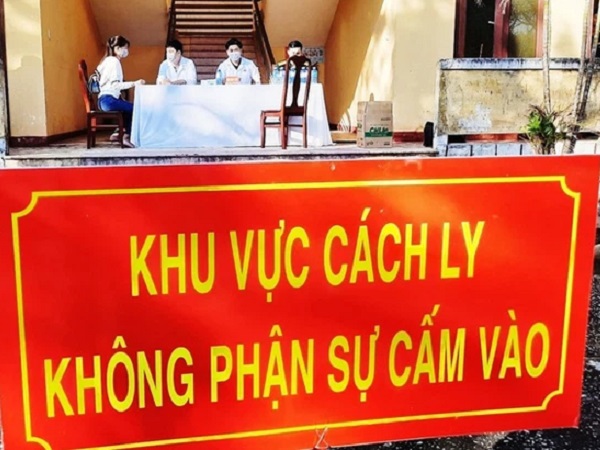 KHU VỰC CÁCH LY
KHÔNG PHẬN SỰ CẤM VÀO